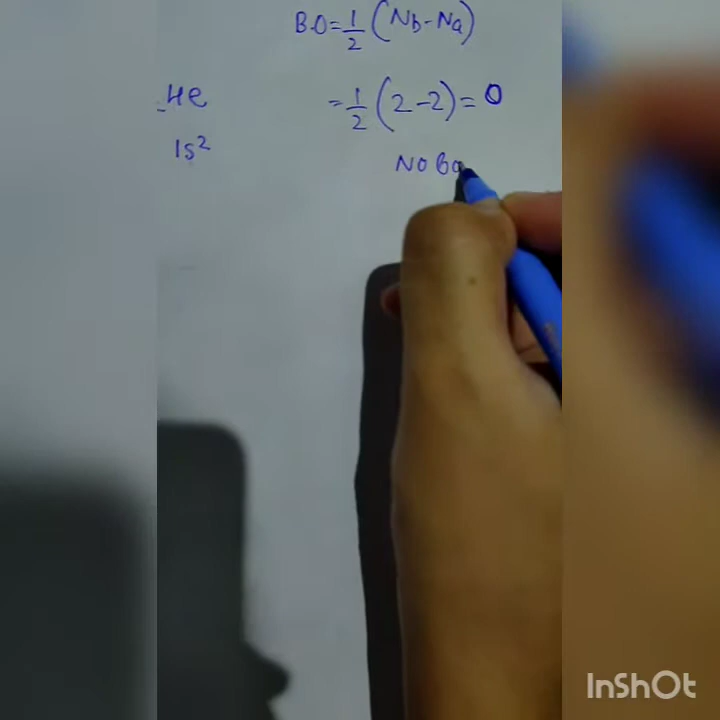 B.O = 1/2 (Nb - Na)
He
= 1/2 (2 - 2) = 0
1s²
No Bo
InShOt